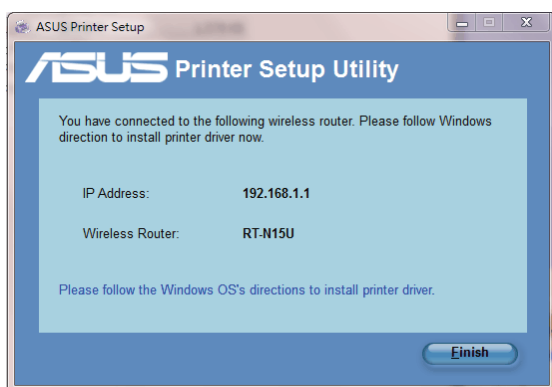 ASUS Printer Setup
ASUS Printer Setup Utility
You have connected to the following wireless router. Please follow Windows
direction to install printer driver now.
IP Address: 192.168.1.1
Wireless Router: RT-N15U
Please follow the Windows OS's directions to install printer driver.
Finish